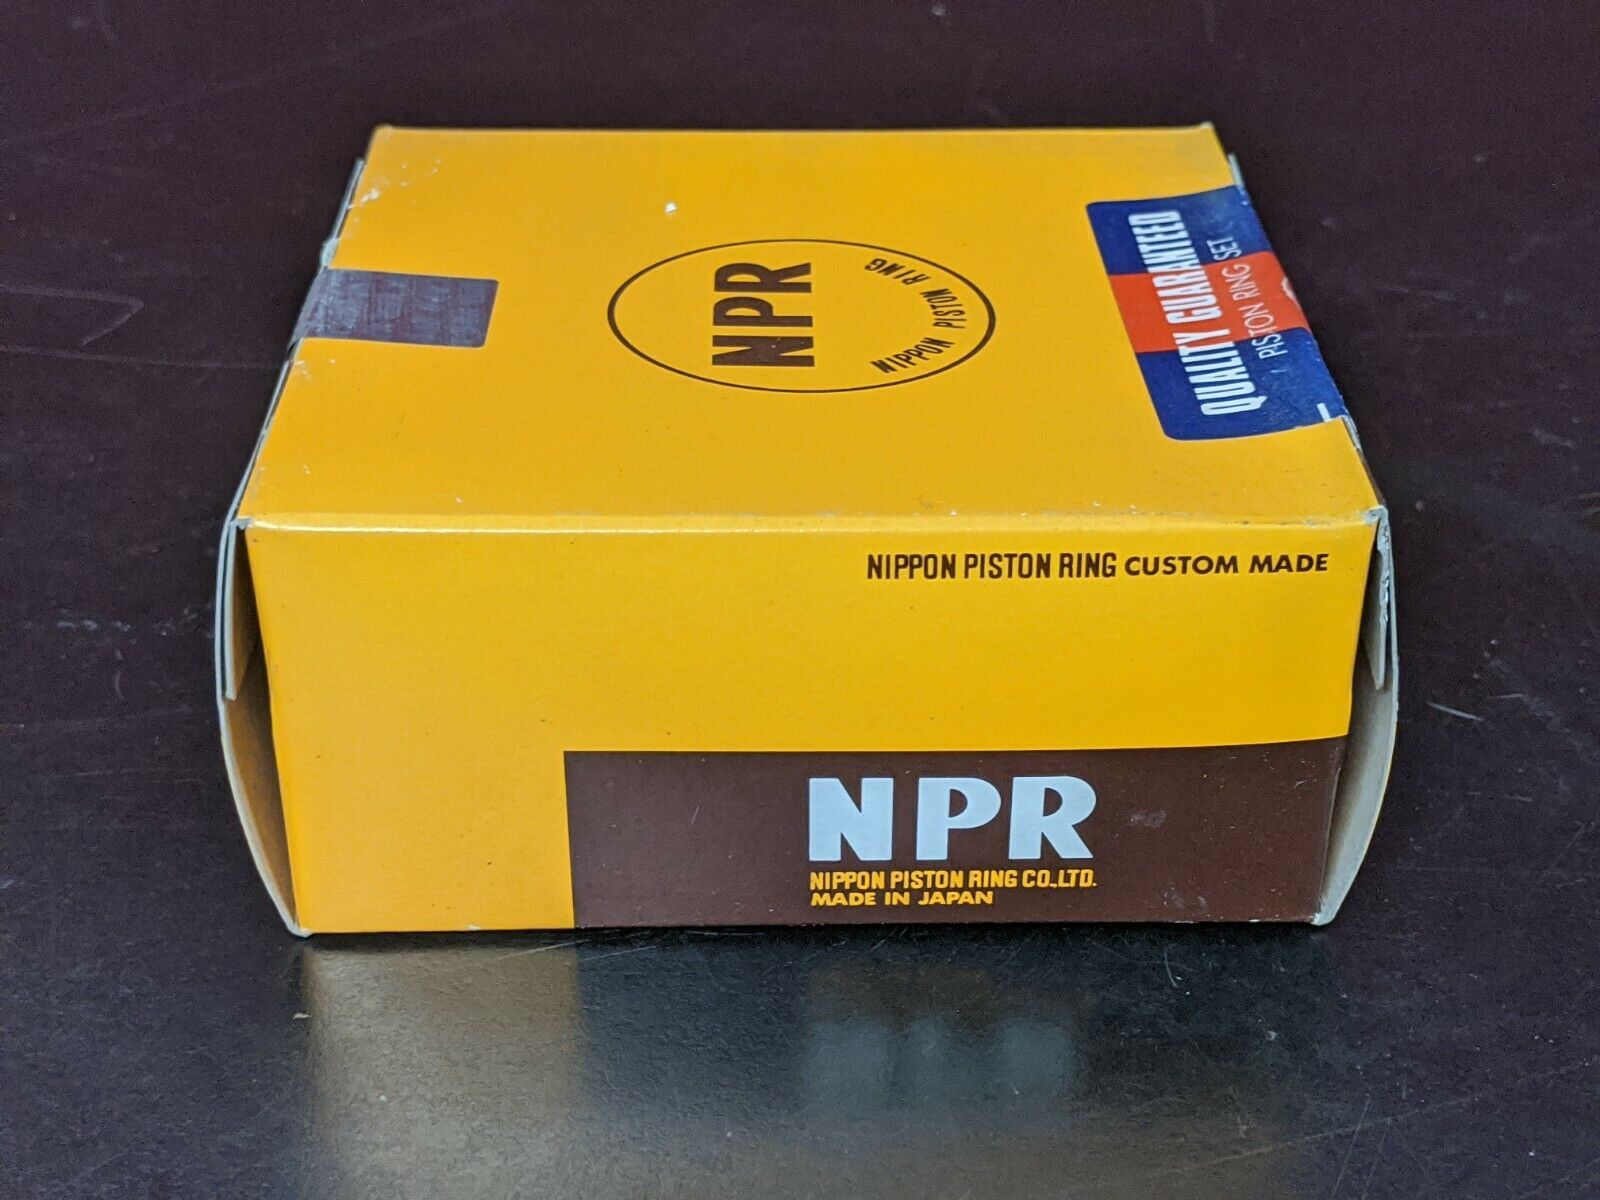 NPR
NIPPON PISTON RING
QUALITY GUARANTEED
PISTON RING SET
NIPPON PISTON RING CUSTOM MADE
NPR
NIPPON PISTON RING CO.,LTD.
MADE IN JAPAN